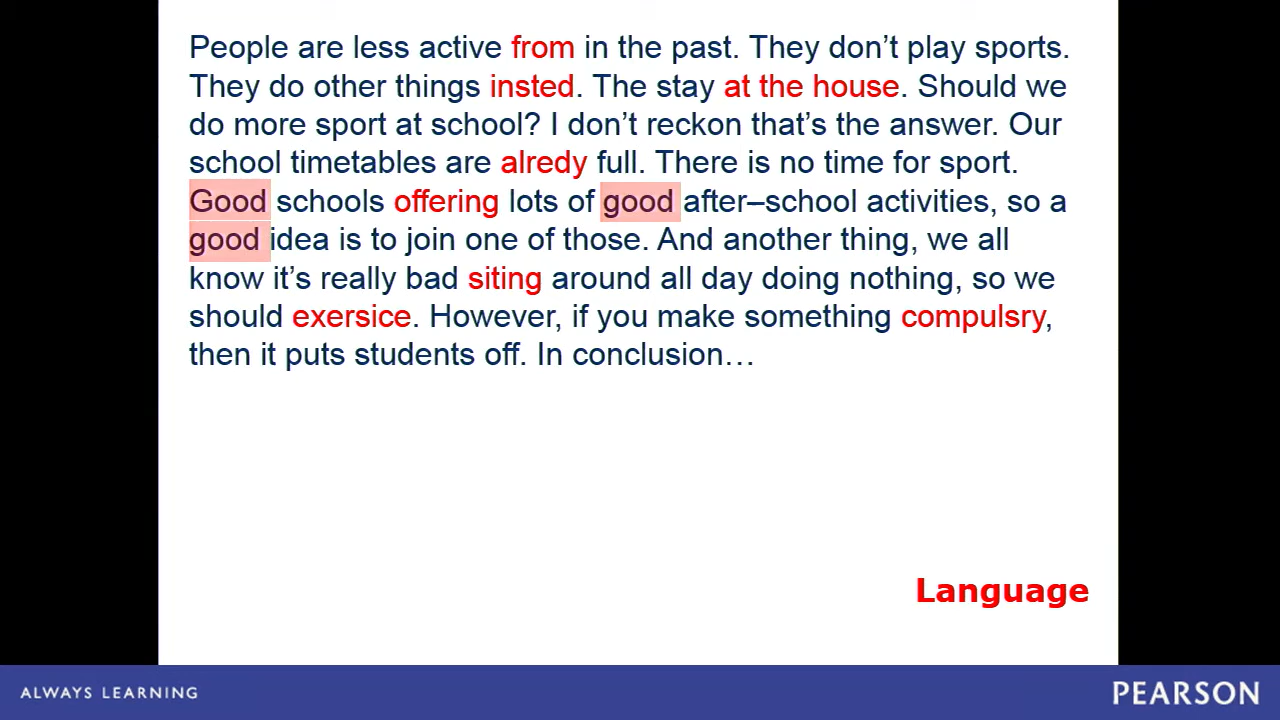 People are less active from in the past. They don’t play sports.
They do other things insted. The stay at the house. Should we
do more sport at school? I don’t reckon that’s the answer. Our
school timetables are alredy full. There is no time for sport.
Good schools offering lots of good after–school activities, so a
good idea is to join one of those. And another thing, we all
know it’s really bad siting around all day doing nothing, so we
should exersice. However, if you make something compulsry,
then it puts students off. In conclusion…
Language
ALWAYS LEARNING
PEARSON